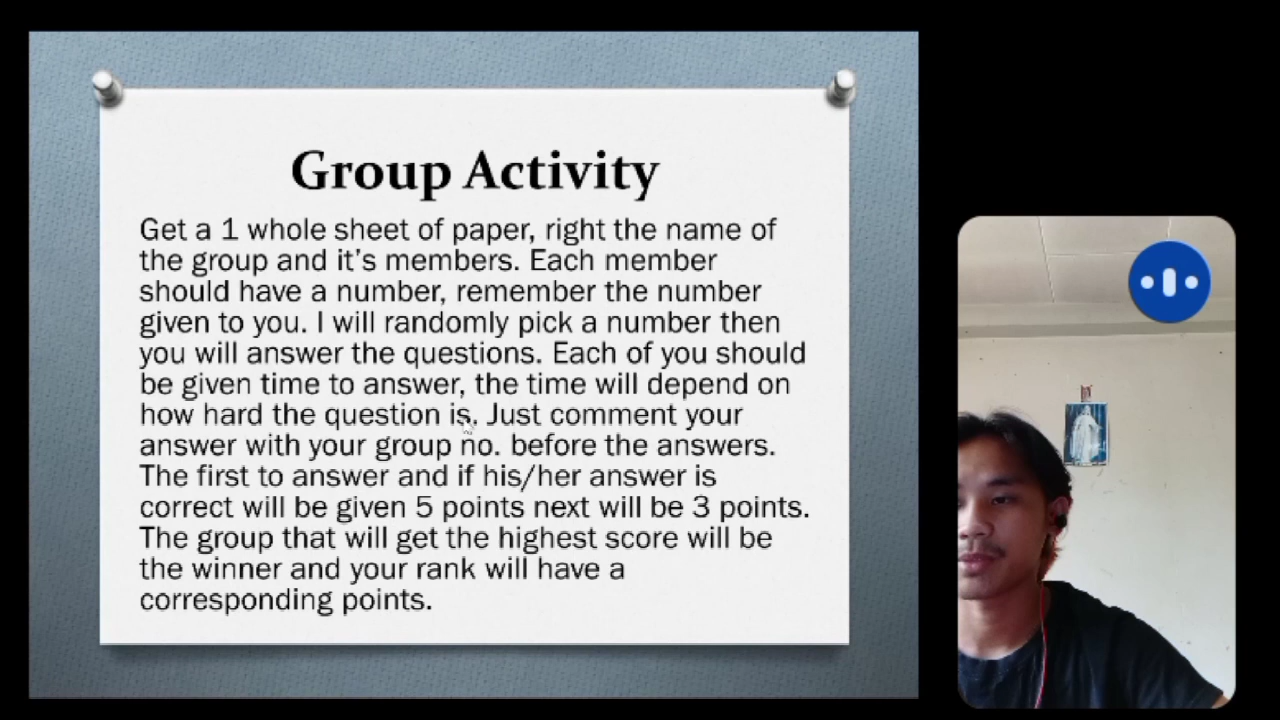 Group Activity
Get a 1 whole sheet of paper, right the name of
the group and it's members. Each member
should have a number, remember the number
given to you. I will randomly pick a number then
you will answer the questions. Each of you should
be given time to answer, the time will depend on
how hard the question is. Just comment your
answer with your group no. before the answers.
The first to answer and if his/her answer is
correct will be given 5 points next will be 3 points.
The group that will get the highest score will be
the winner and your rank will have a
corresponding points.